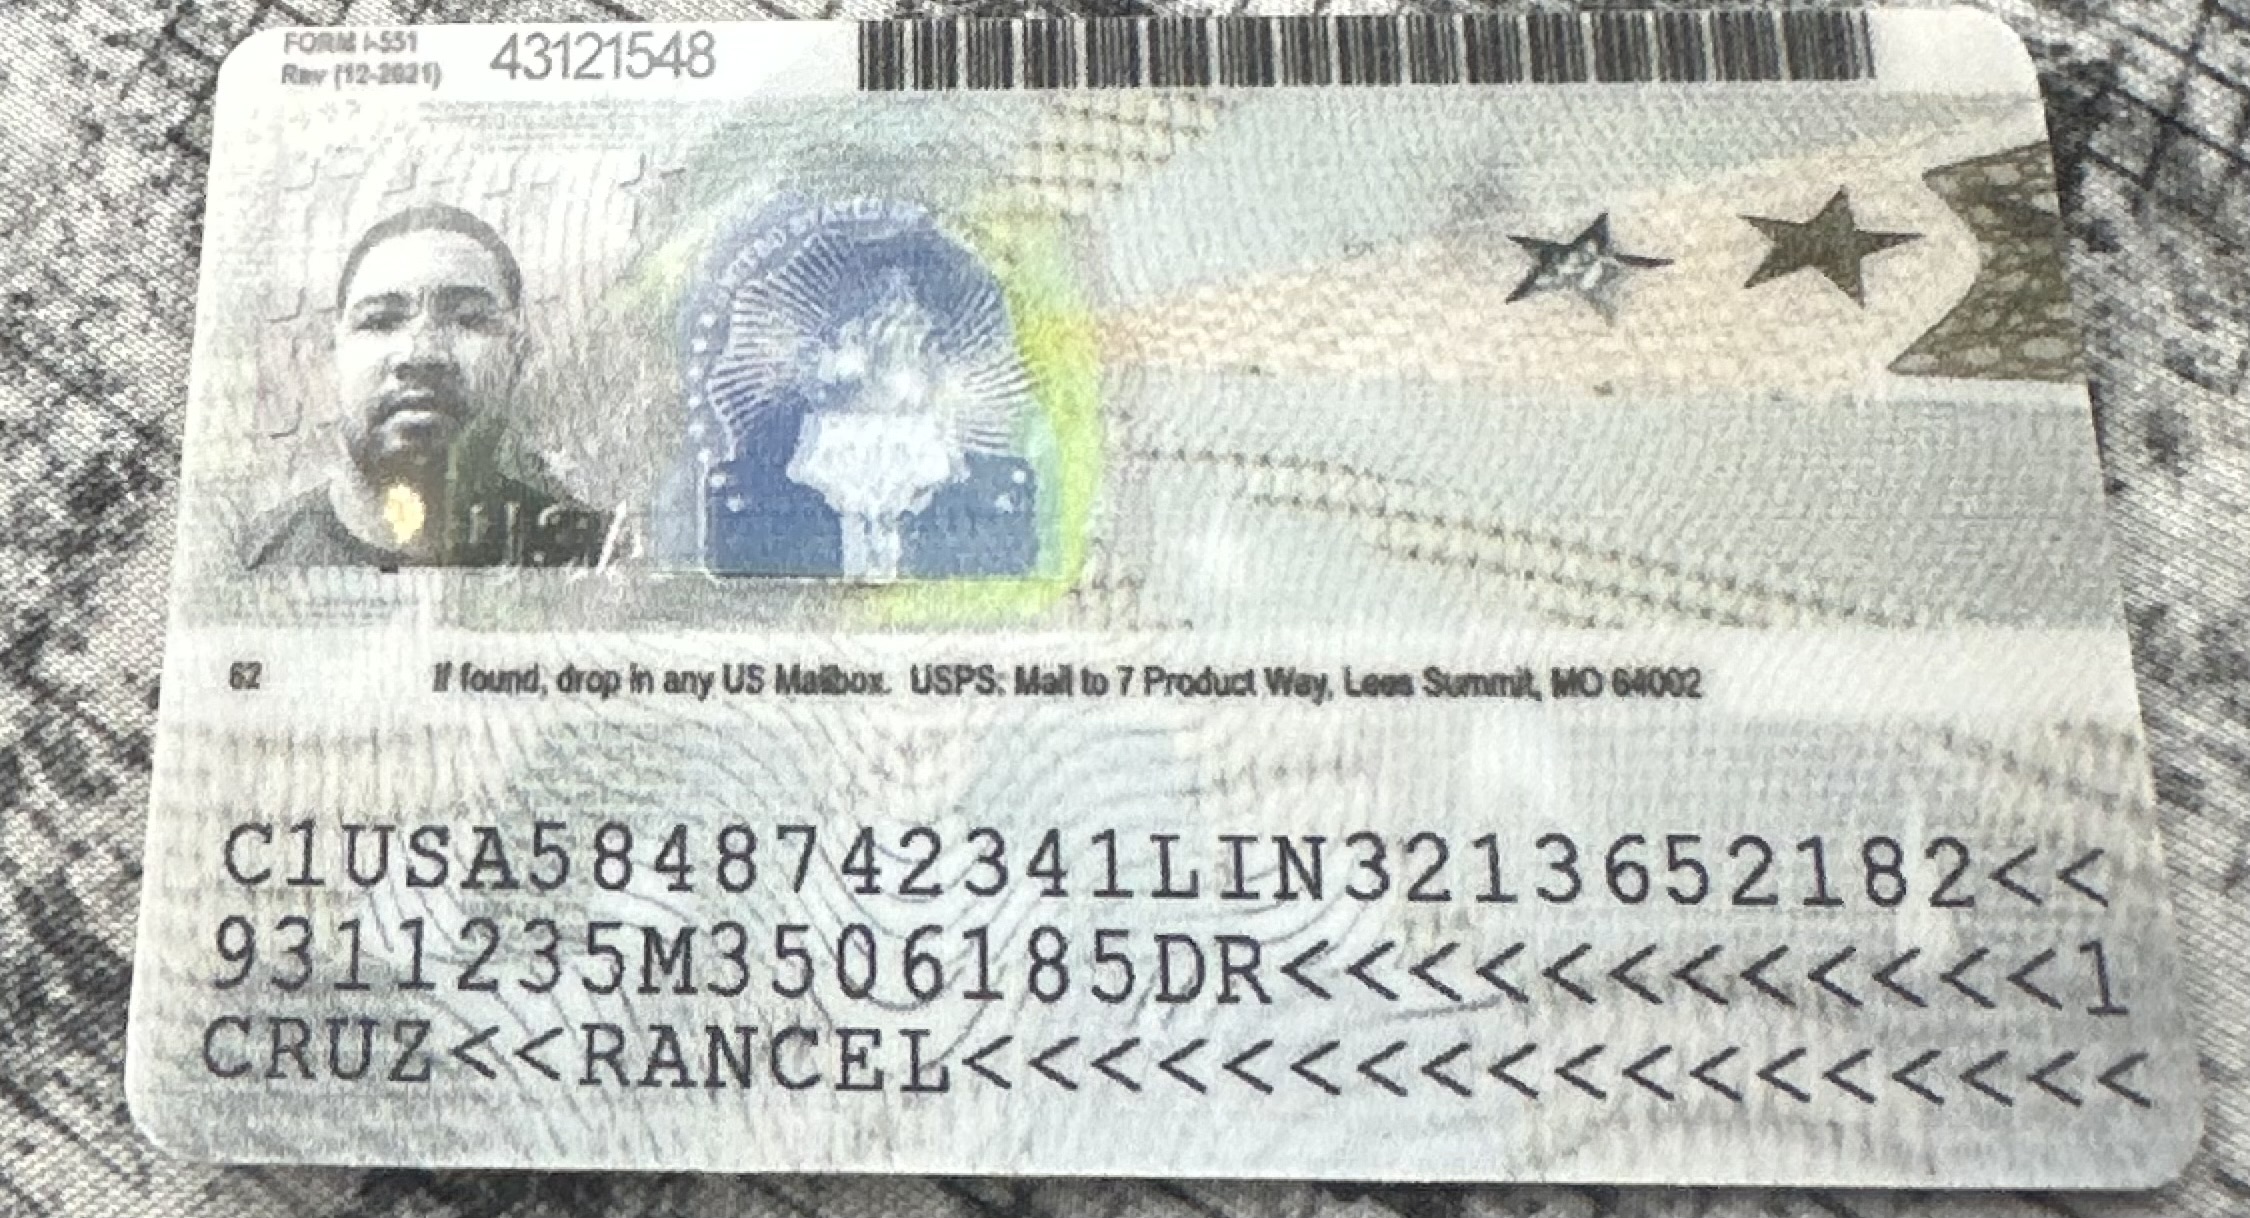 FORM I-551 43121548
Rev (12-2021)
62 If found, drop in any US Mailbox. USPS: Mail to 7 Product Way, Lees Summit, MO 64002
C1USA5848742341LIN3213652182<<
9311235M3506185DR<<<<<<<<<<<<1
CRUZ<<RANCEL<<<<<<<<<<<<<<<<<<